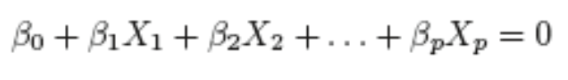 β₀ + β₁X₁ + β₂X₂ + . . . + βₚXₚ = 0